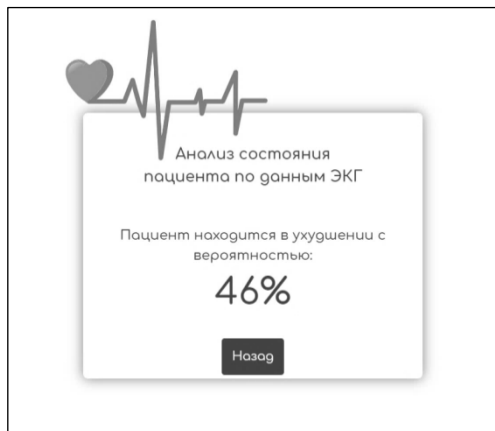 Анализ состояния
пациента по данным ЭКГ
Пациент находится в ухудшении с
вероятностью:
46%
Назад